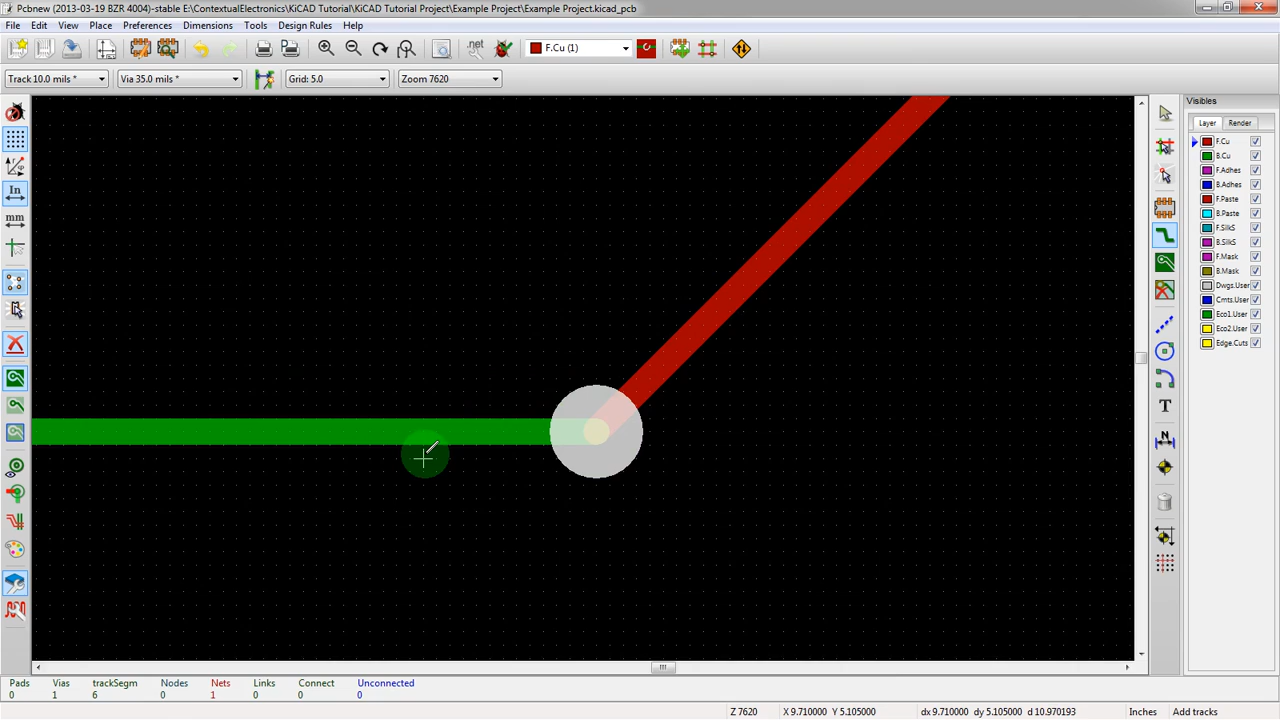 Pcbnew (2013-03-19 BZR 4004)-stable E:\ContextualElectronics\KiCAD Tutorial\KiCAD Tutorial Project\Example Project\Example Project.kicad_pcb
File Edit View Place Preferences Dimensions Tools Design Rules Help
.net F.Cu (1)
Track 10.0 mils * Via 35.0 mils * Grid: 5.0 Zoom 7620
Visibles
Layer Render
F.Cu
B.Cu
F.Adhes
B.Adhes
F.Paste
B.Paste
F.SilkS
B.SilkS
F.Mask
B.Mask
Dwgs.User
Cmts.User
Eco1.User
Eco2.User
Edge.Cuts
In
mm
T
N
Pads Vias trackSegm Nodes Nets Links Connect Unconnected
0 1 6 0 1 0 0 0
Z 7620 X 9.710000 Y 5.105000 dx 9.710000 dy 5.105000 d 10.970193 Inches Add tracks